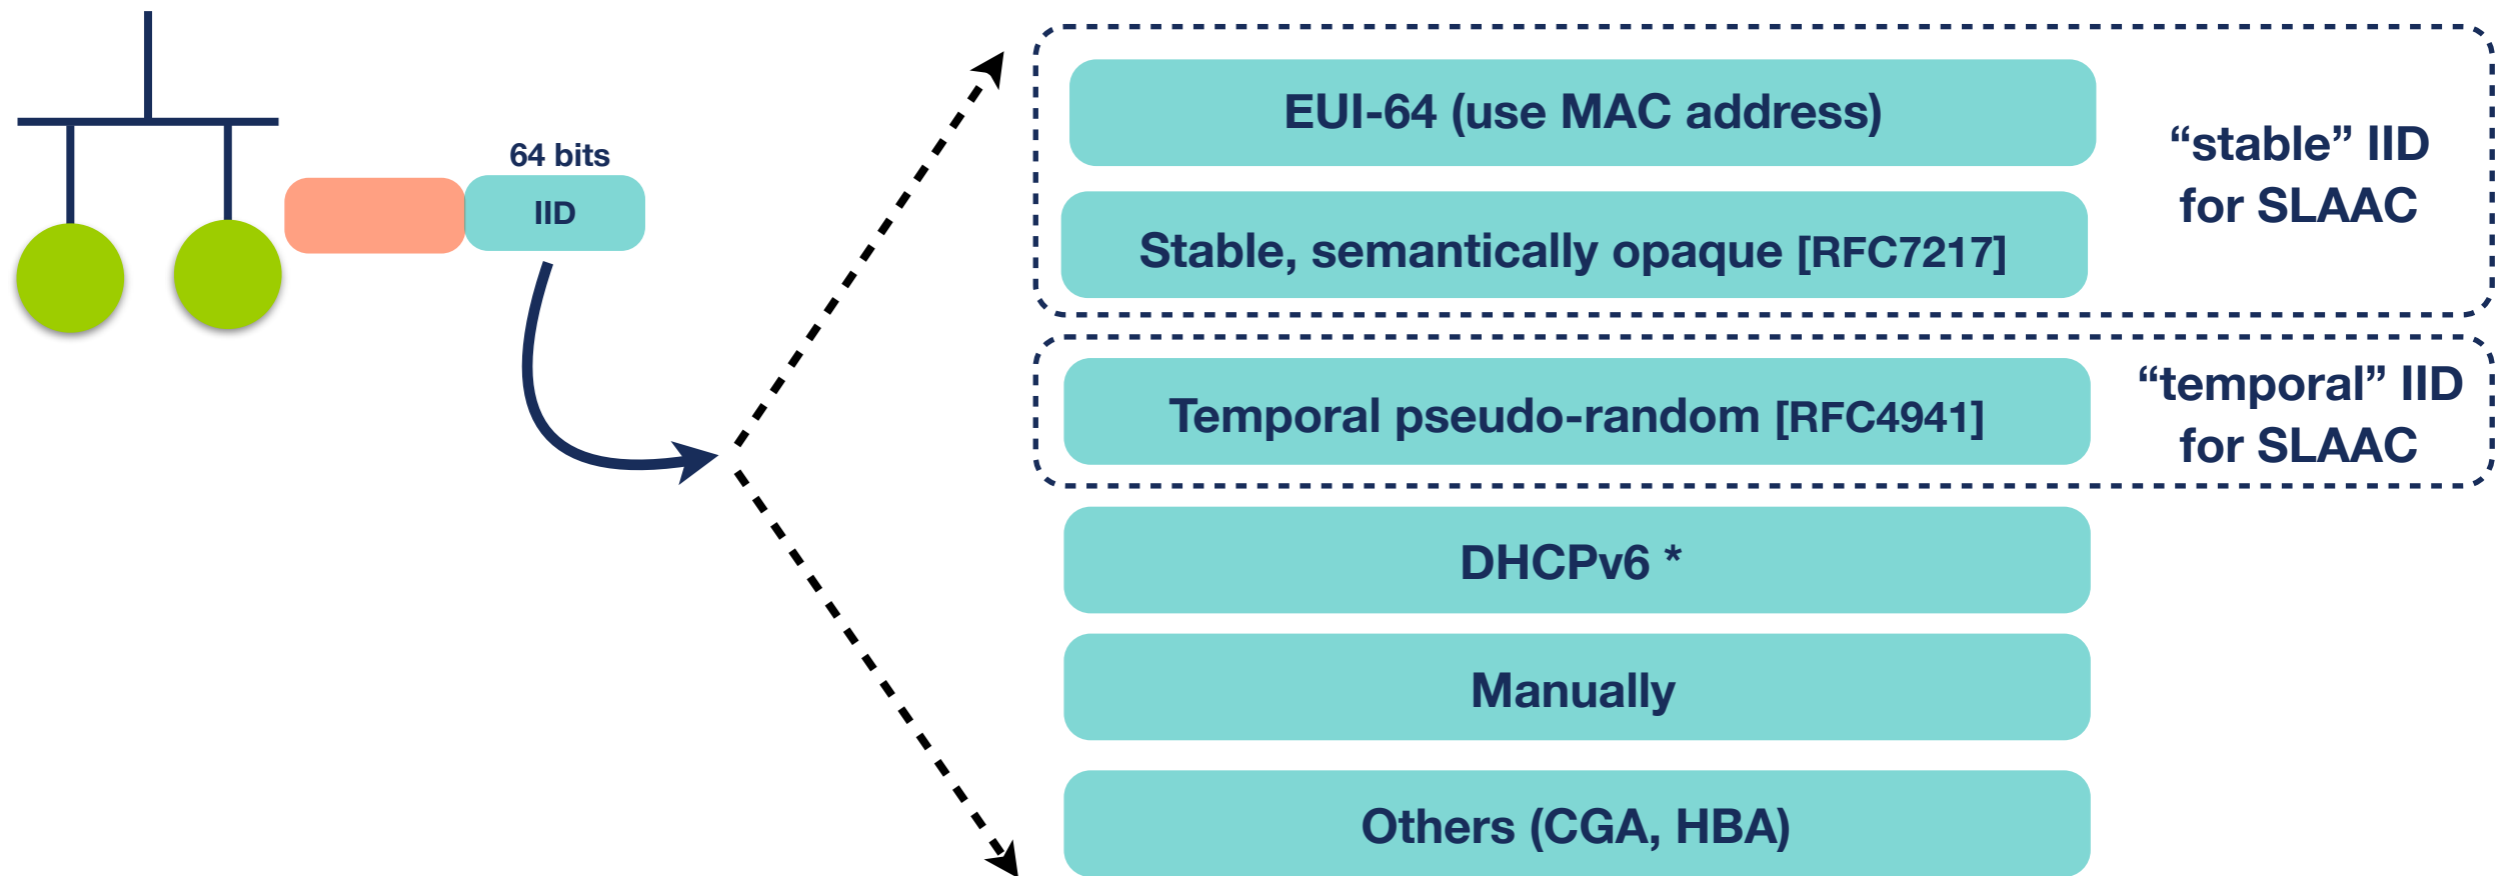 64 bits
IID
EUI-64 (use MAC address)
Stable, semantically opaque [RFC7217]
“stable” IID
for SLAAC
Temporal pseudo-random [RFC4941]
“temporal” IID
for SLAAC
DHCPv6 *
Manually
Others (CGA, HBA)